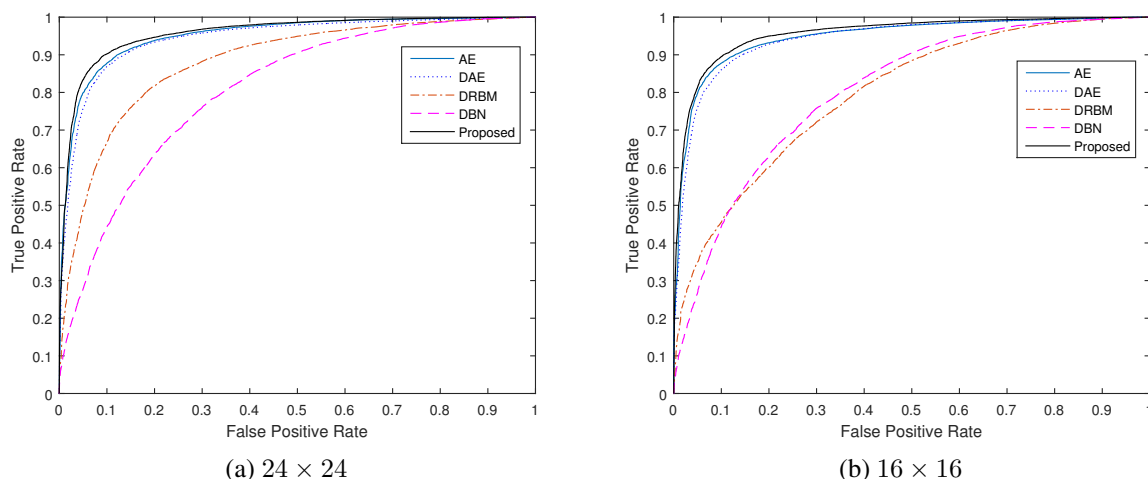 1
0.9
0.8
0.7
0.6
0.5
0.4
0.3
0.2
0.1
0
True Positive Rate
AE
DAE
DRBM
DBN
Proposed
0 0.1 0.2 0.3 0.4 0.5 0.6 0.7 0.8 0.9 1
False Positive Rate
(a) 24 × 24
1
0.9
0.8
0.7
0.6
0.5
0.4
0.3
0.2
0.1
0
True Positive Rate
AE
DAE
DRBM
DBN
Proposed
0 0.1 0.2 0.3 0.4 0.5 0.6 0.7 0.8 0.9 1
False Positive Rate
(b) 16 × 16